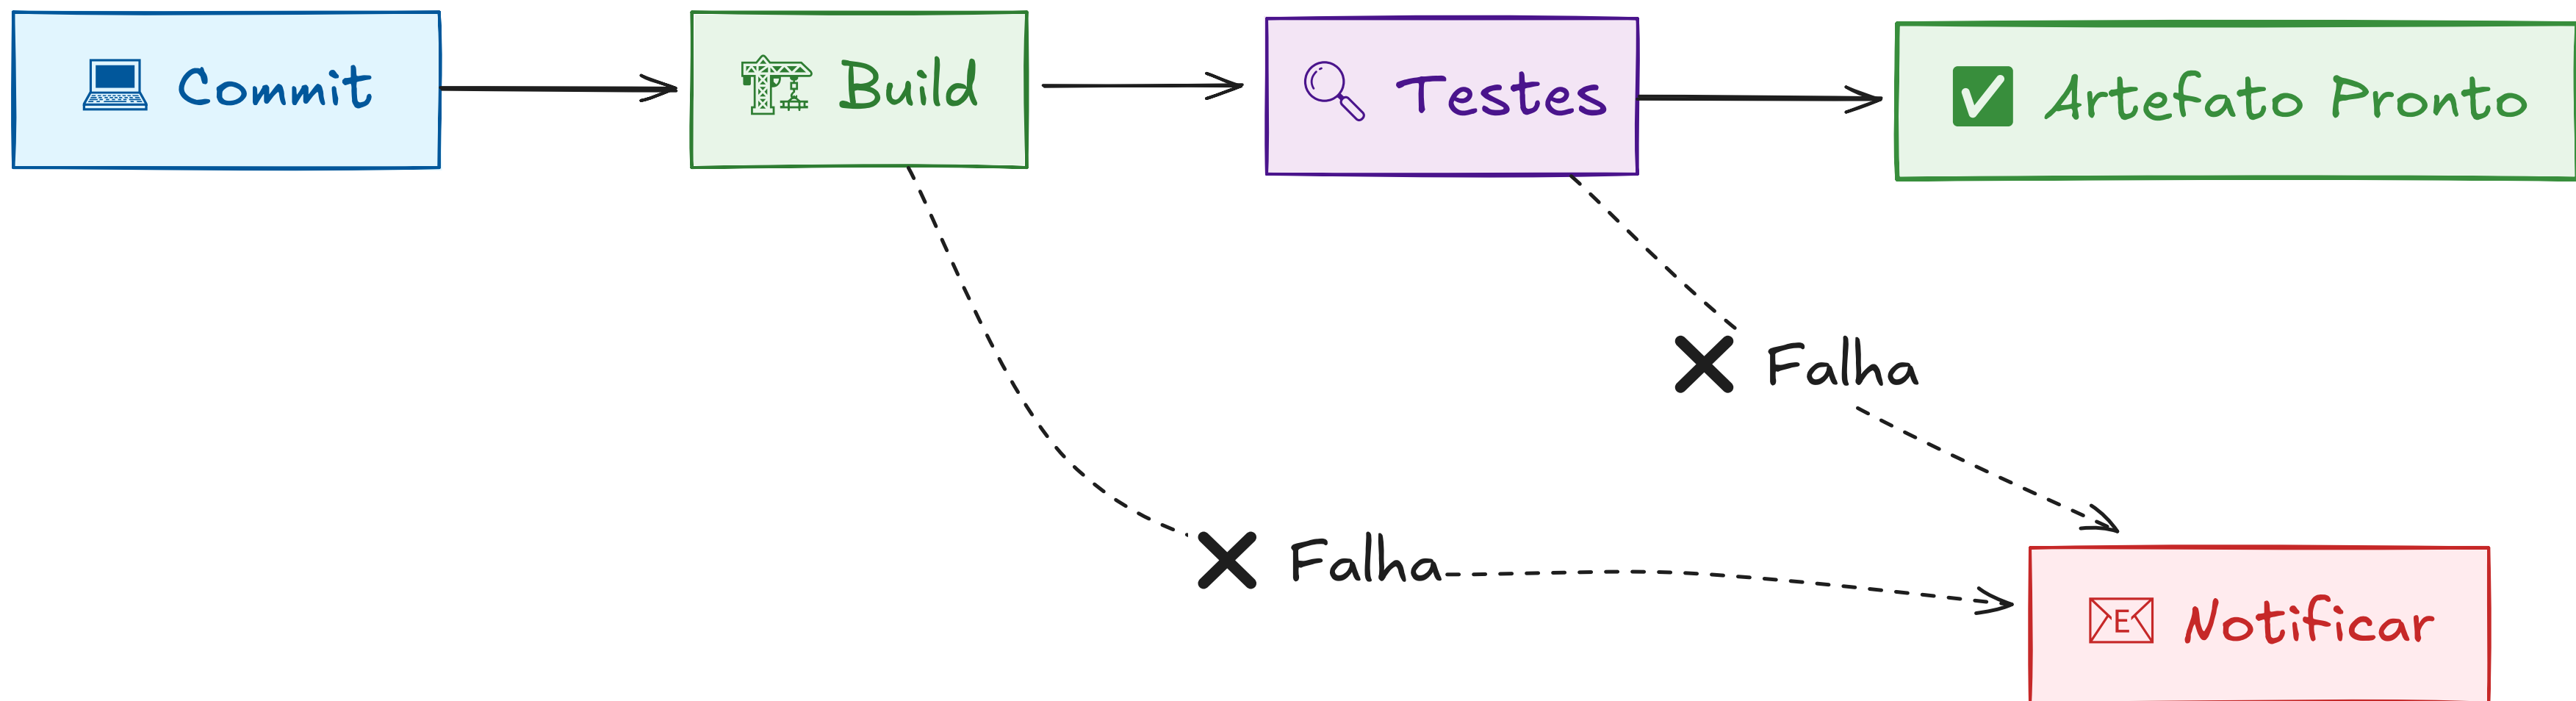 Commit
Build
Testes
Artefato Pronto
Falha
Falha
E
Notificar